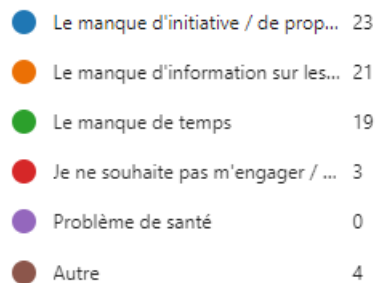 Le manque d'initiative / de prop... 23
Le manque d'information sur les... 21
Le manque de temps 19
Je ne souhaite pas m'engager / ... 3
Problème de santé 0
Autre 4